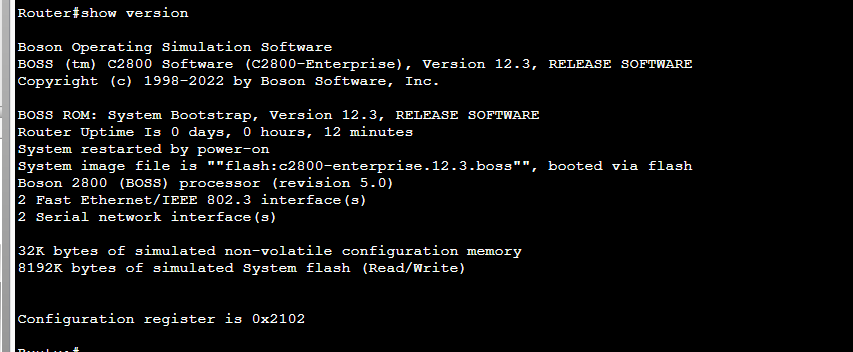 Router#show version
Boson Operating Simulation Software
BOSS (tm) C2800 Software (C2800-Enterprise), Version 12.3, RELEASE SOFTWARE
Copyright (c) 1998-2022 by Boson Software, Inc.
BOSS ROM: System Bootstrap, Version 12.3, RELEASE SOFTWARE
Router Uptime Is 0 days, 0 hours, 12 minutes
System restarted by power-on
System image file is ""flash:c2800-enterprise.12.3.boss"", booted via flash
Boson 2800 (BOSS) processor (revision 5.0)
2 Fast Ethernet/IEEE 802.3 interface(s)
2 Serial network interface(s)
32K bytes of simulated non-volatile configuration memory
8192K bytes of simulated System flash (Read/Write)
Configuration register is 0x2102
Router#